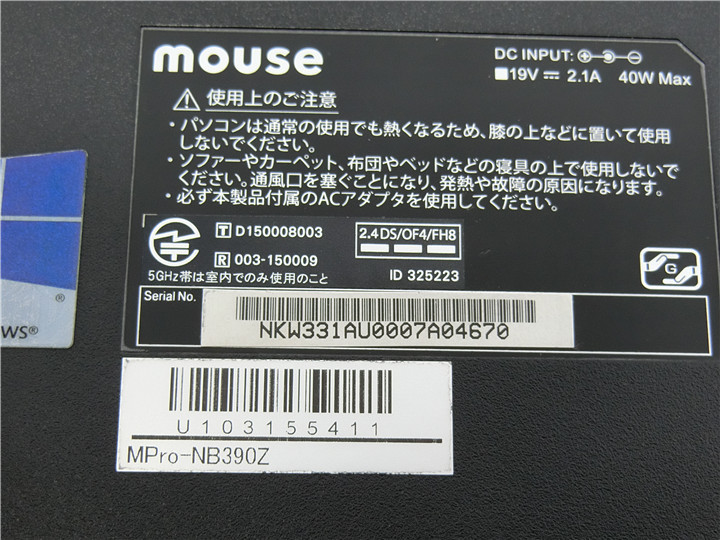 mouse
DC INPUT:
■19V 2.1A 40W Max
使用上のご注意
・パソコンは通常の使用でも熱くなるため、膝の上などに置いて使用
しないでください。
・ソファーやカーペット、布団やベッドなどの寝具の上で使用しないで
ください。通風口を塞ぐことになり、発熱や故障の原因になります。
・必ず本製品付属のACアダプタを使用してください。
T D150008003
2.4DS/OF4/FH8
R 003-150009
5GHz帯は室内でのみ使用のこと
ID 325223
G
Serial No.
NKW331AU0007A04670
®
WS®
U103155411
MPro-NB390Z